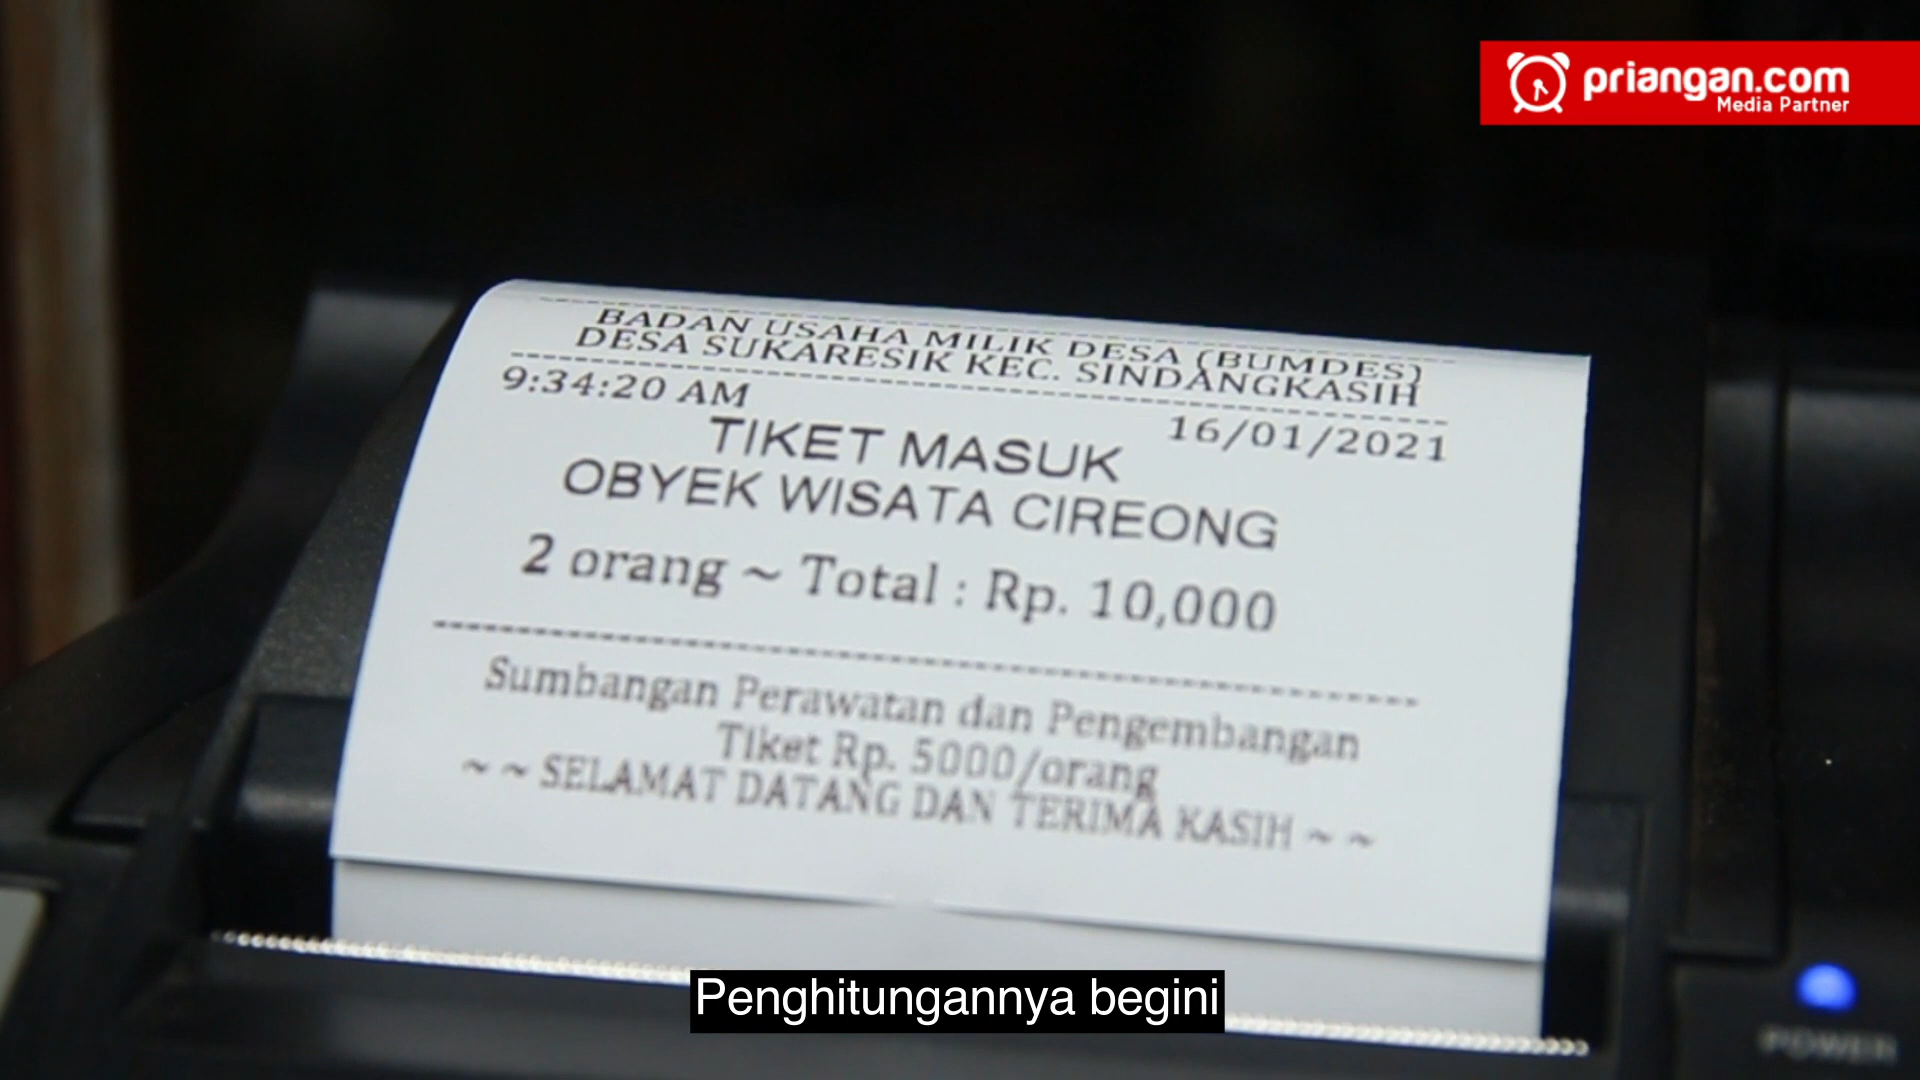 priangan.com
Media Partner
BADAN USAHA MILIK DESA (BUMDES)
DESA SUKARESIK KEC. SINDANGKASIH
9:34:20 AM
16/01/2021
TIKET MASUK
OBYEK WISATA CIREONG
2 orang ~ Total : Rp. 10,000
Sumbangan Perawatan dan Pengembangan
Tiket Rp. 5000/orang
~ ~ SELAMAT DATANG DAN TERIMA KASIH ~ ~
POWER
Penghitungannya begini